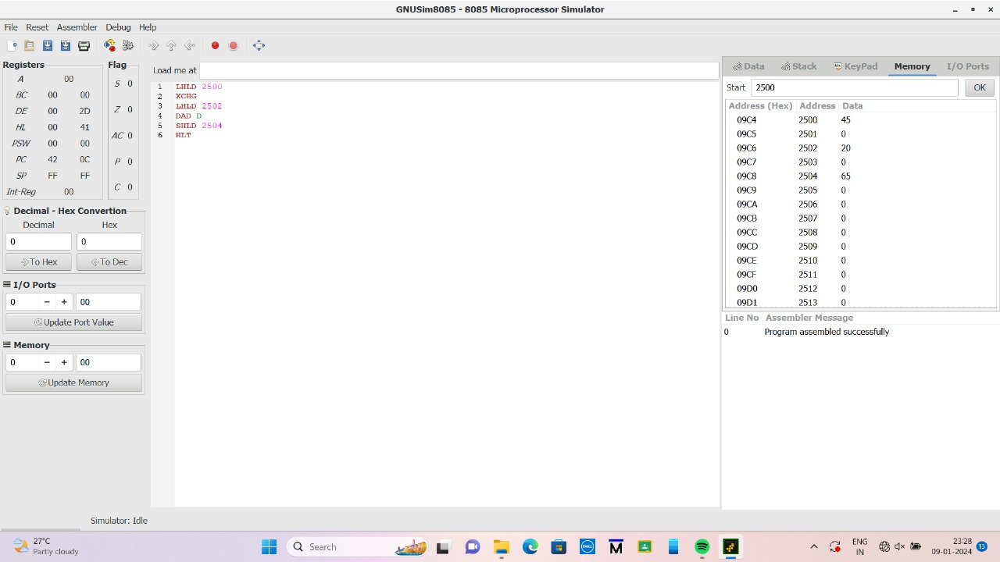 GNUSim8085 - 8085 Microprocessor Simulator
File Reset Assembler Debug Help
Registers
A 00
BC 00 00
DE 00 2D
HL 00 41
PSW 00 00
PC 42 0C
SP FF FF
Int-Reg 00
Flag
S 0
Z 0
AC 0
P 0
C 0
Decimal - Hex Convertion
Decimal Hex
0 0
To Hex To Dec
I/O Ports
0 − + 00
Update Port Value
Memory
0 − + 00
Update Memory
Load me at
1 LHLD 2500
2 XCHG
3 LHLD 2502
4 DAD D
5 SHLD 2504
6 HLT
Data Stack KeyPad Memory I/O Ports
Start 2500 OK
Address (Hex) Address Data
09C4 2500 45
09C5 2501 0
09C6 2502 20
09C7 2503 0
09C8 2504 65
09C9 2505 0
09CA 2506 0
09CB 2507 0
09CC 2508 0
09CD 2509 0
09CE 2510 0
09CF 2511 0
09D0 2512 0
09D1 2513 0
Line No Assembler Message
0 Program assembled successfully
Simulator: Idle
27°C
Partly cloudy
Search
DELL
M
ENG
IN
23:28
09-01-2024
13